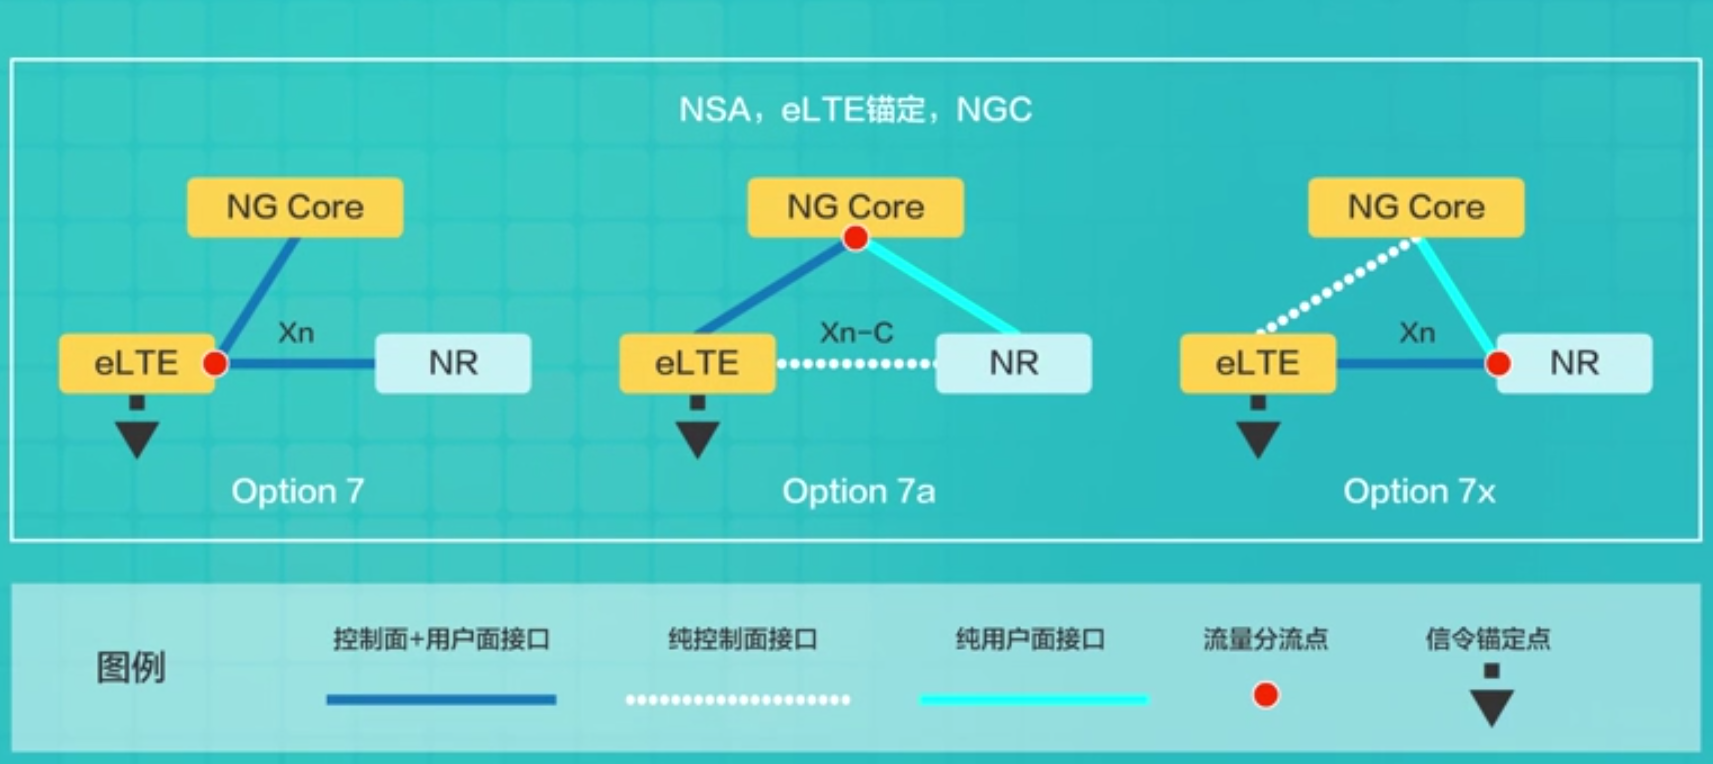 NSA，eLTE锚定，NGC
NG Core
NG Core
NG Core
Xn
Xn-C
Xn
eLTE
NR
eLTE
NR
eLTE
NR
Option 7
Option 7a
Option 7x
图例
控制面+用户面接口
纯控制面接口
纯用户面接口
流量分流点
信令锚定点